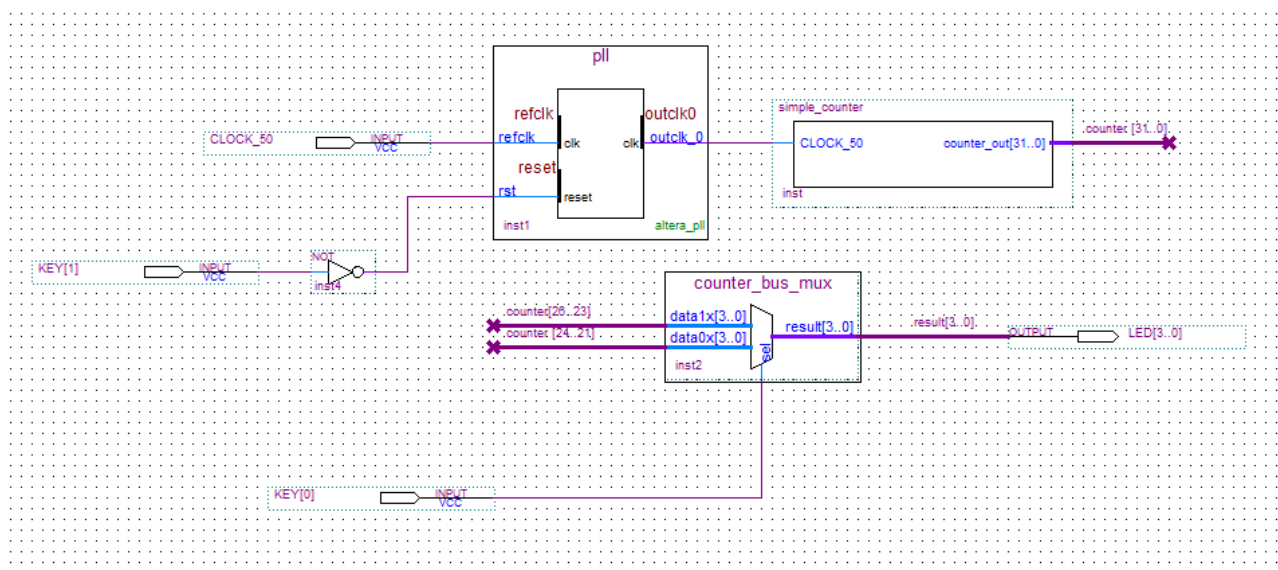 pll
simple_counter
refclk
outclk0
CLOCK_50
INPUT
VCC
refclk
clk
clk
outclk_0
CLOCK_50
counter_out[31..0]
.counter [31..0].
reset
rst
reset
inst
inst1
altera_pll
NOT
KEY[1]
INPUT
VCC
inst4
counter_bus_mux
.counter[26..23]
data1x[3..0]
result[3..0]
.result[3..0].
OUTPUT
LED[3..0]
.counter [24..21] .
data0x[3..0]
sel
inst2
KEY[0]
INPUT
VCC